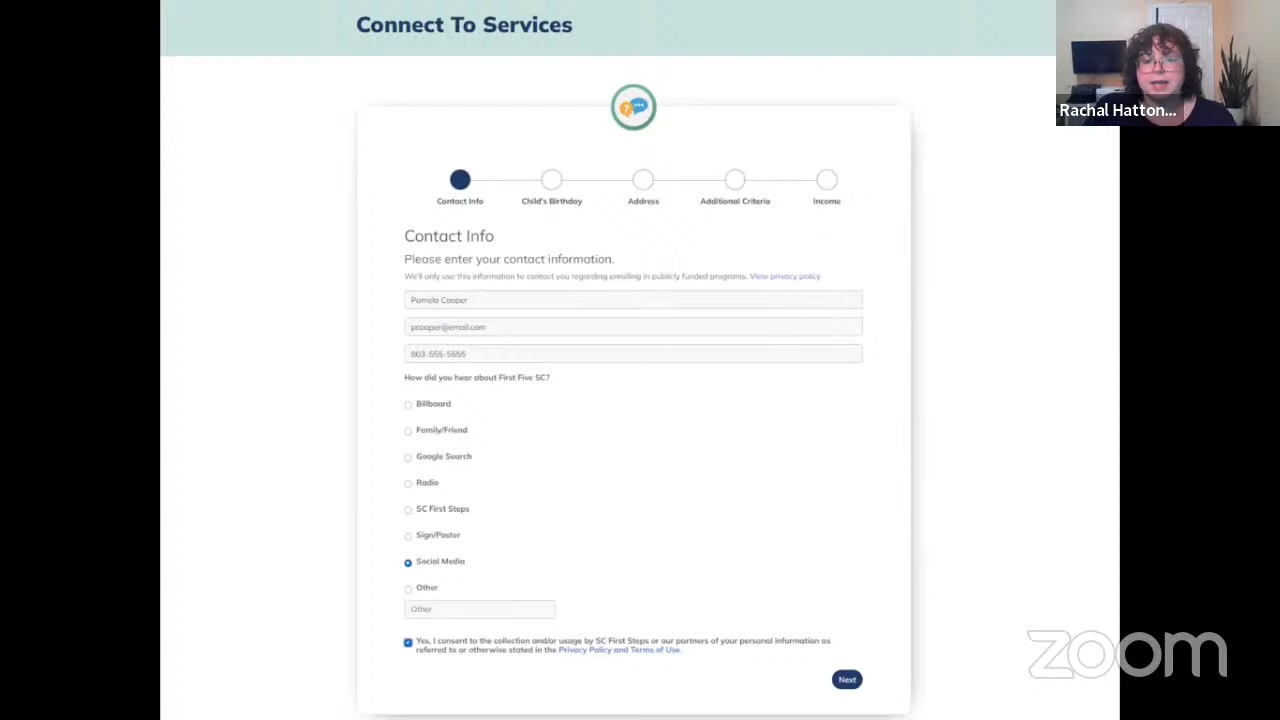 Connect To Services
Rachal Hatton...
Contact Info
Child's Birthday
Address
Additional Criteria
Income
Contact Info
Please enter your contact information.
We'll only use this information to contact you regarding enrolling in publicly funded programs. View privacy policy
Pamela Cooper
pcooper@email.com
803-555-5555
How did you hear about First Five SC?
Billboard
Family/Friend
Google Search
Radio
SC First Steps
Sign/Poster
Social Media
Other
Other
Yes, I consent to the collection and/or usage by SC First Steps or our partners of your personal information as
referred to or otherwise stated in the Privacy Policy and Terms of Use.
Next
zoom